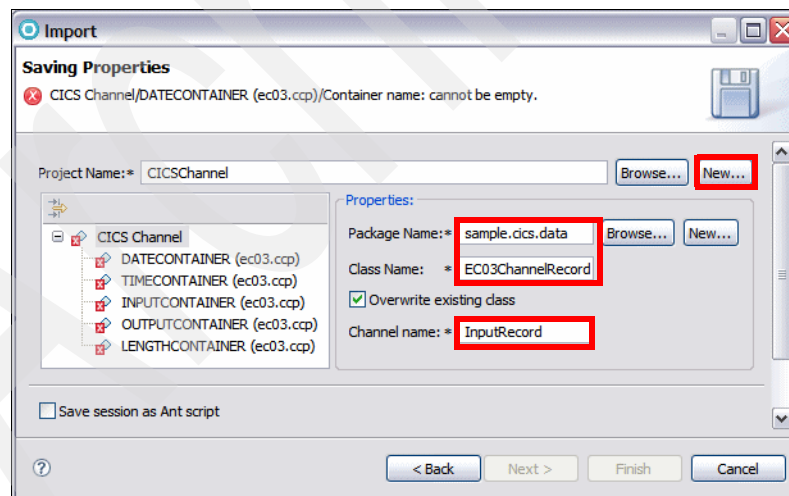 Import
Saving Properties
CICS Channel/DATECONTAINER (ec03.ccp)/Container name: cannot be empty.
Project Name:* CICSChannel Browse... New...
Properties:
CICS Channel
DATECONTAINER (ec03.ccp)
TIMECONTAINER (ec03.ccp)
INPUTCONTAINER (ec03.ccp)
OUTPUTCONTAINER (ec03.ccp)
LENGTHCONTAINER (ec03.ccp)
Package Name:* sample.cics.data Browse... New...
Class Name: * EC03ChannelRecord
Overwrite existing class
Channel name: * InputRecord
Save session as Ant script
? < Back Next > Finish Cancel